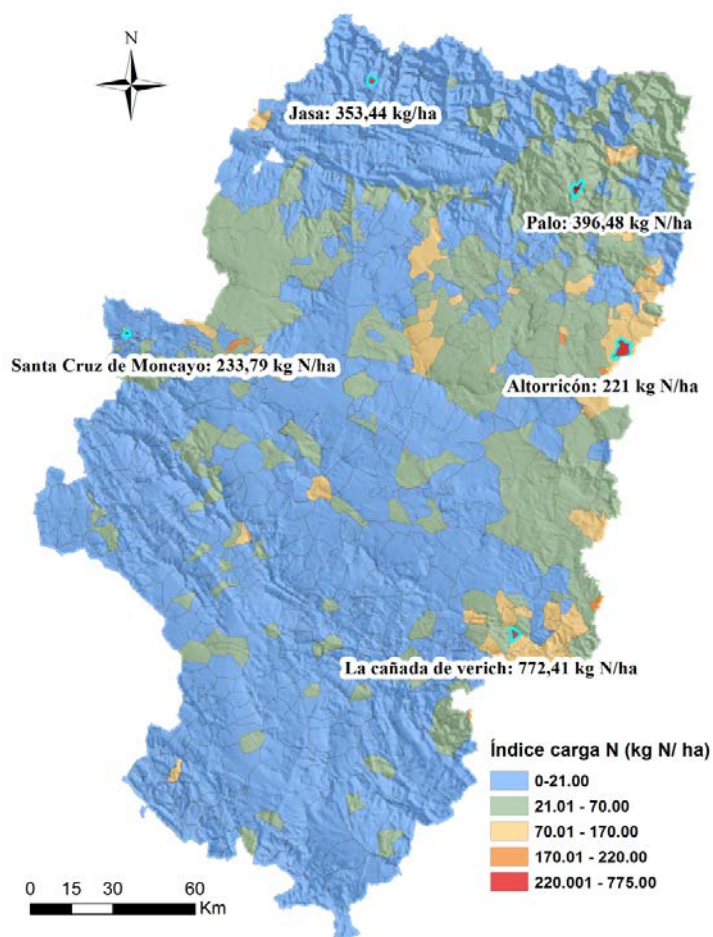 N
Jasa: 353,44 kg/ha
Palo: 396,48 kg N/ha
Santa Cruz de Moncayo: 233,79 kg N/ha
Altorricón: 221 kg N/ha
La cañada de verich: 772,41 kg N/ha
Índice carga N (kg N/ ha)
0-21.00
21.01 - 70.00
70.01 - 170.00
170.01 - 220.00
220.001 - 775.00
0 15 30 60
Km